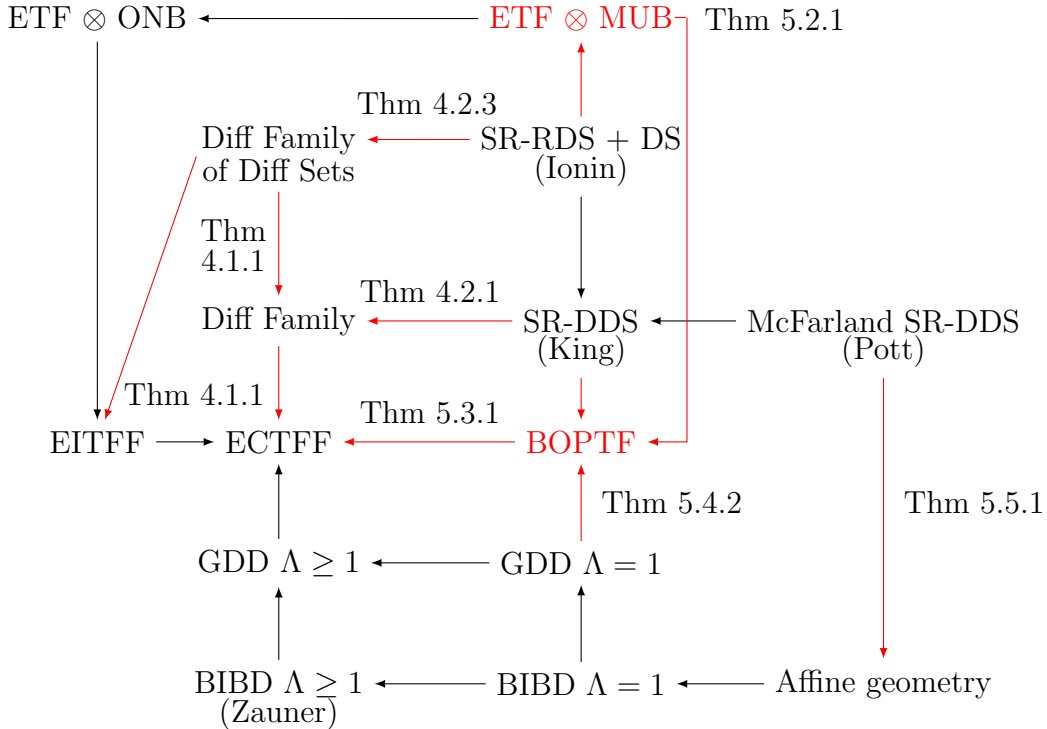 ETF ⊗ ONB
ETF ⊗ MUB
Thm 5.2.1
Thm 4.2.3
Diff Family
of Diff Sets
SR-RDS + DS
(Ionin)
Thm
4.1.1
Thm 4.2.1
Diff Family
SR-DDS
(King)
McFarland SR-DDS
(Pott)
Thm 4.1.1
Thm 5.3.1
EITFF
ECTFF
BOPTF
Thm 5.4.2
Thm 5.5.1
GDD Λ ≥ 1
GDD Λ = 1
BIBD Λ ≥ 1
(Zauner)
BIBD Λ = 1
Affine geometry